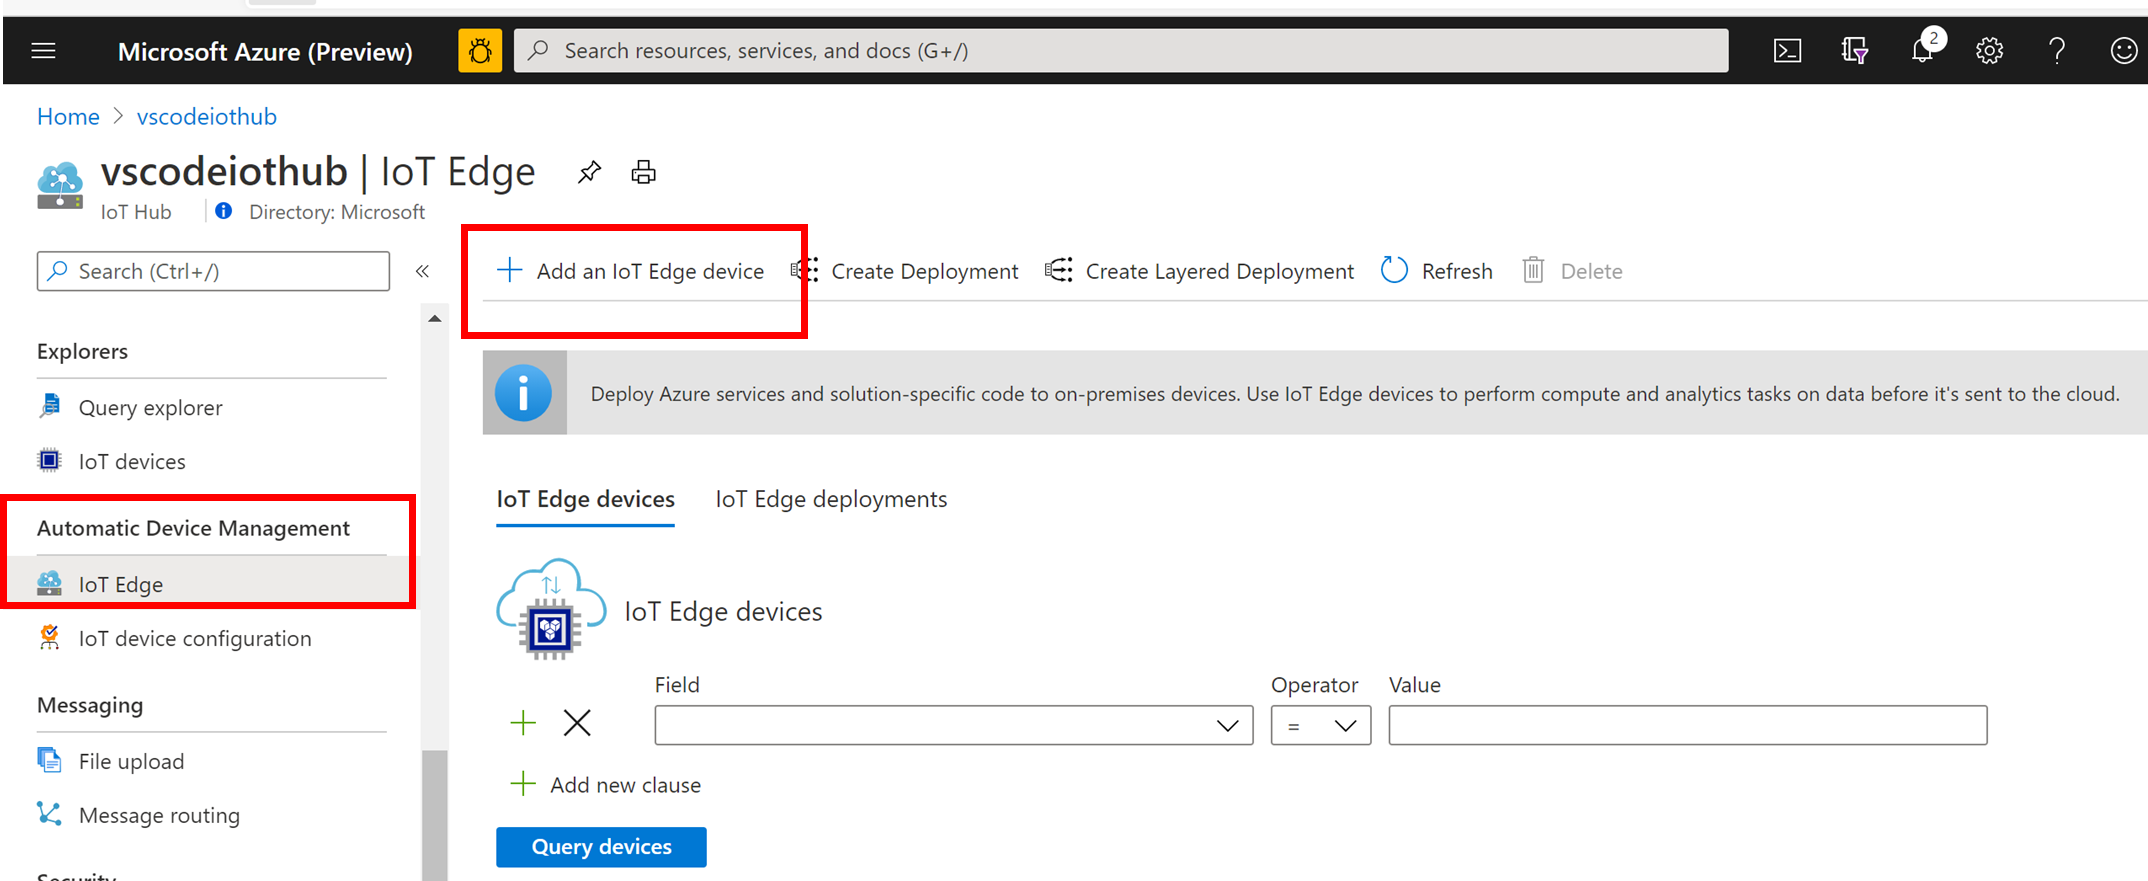 Microsoft Azure (Preview)
Search resources, services, and docs (G+/)
2
Home > vscodeiothub
vscodeiothub | IoT Edge
IoT Hub
Directory: Microsoft
Search (Ctrl+/)
«
Add an IoT Edge device
Create Deployment
Create Layered Deployment
Refresh
Delete
Explorers
Query explorer
IoT devices
Automatic Device Management
IoT Edge
IoT device configuration
Messaging
File upload
Message routing
Security
Deploy Azure services and solution-specific code to on-premises devices. Use IoT Edge devices to perform compute and analytics tasks on data before it's sent to the cloud.
IoT Edge devices
IoT Edge deployments
IoT Edge devices
Field
Operator
Value
=
Add new clause
Query devices